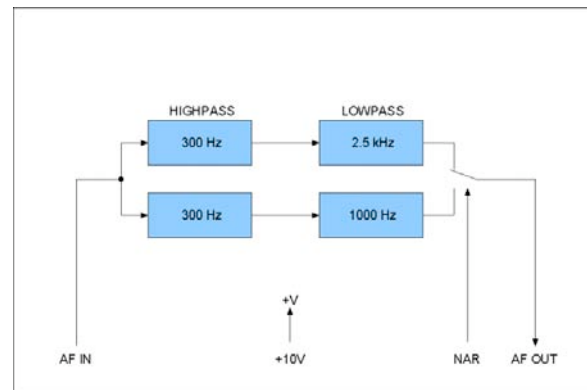 HIGHPASS LOWPASS
300 Hz 2.5 kHz
300 Hz 1000 Hz
+V
AF IN +10V NAR AF OUT